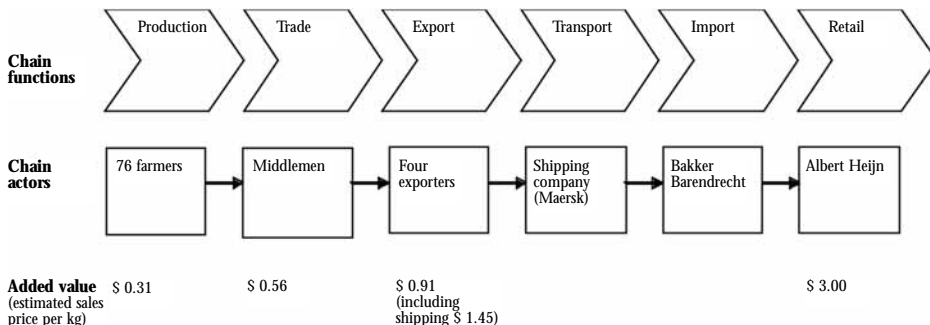 Production
Trade
Export
Transport
Import
Retail
Chain
functions
Chain
actors
76 farmers
Middlemen
Four
exporters
Shipping
company
(Maersk)
Bakker
Barendrecht
Albert Heijn
Added value
(estimated sales
price per kg)
$ 0.31
$ 0.56
$ 0.91
(including
shipping $ 1.45)
$ 3.00